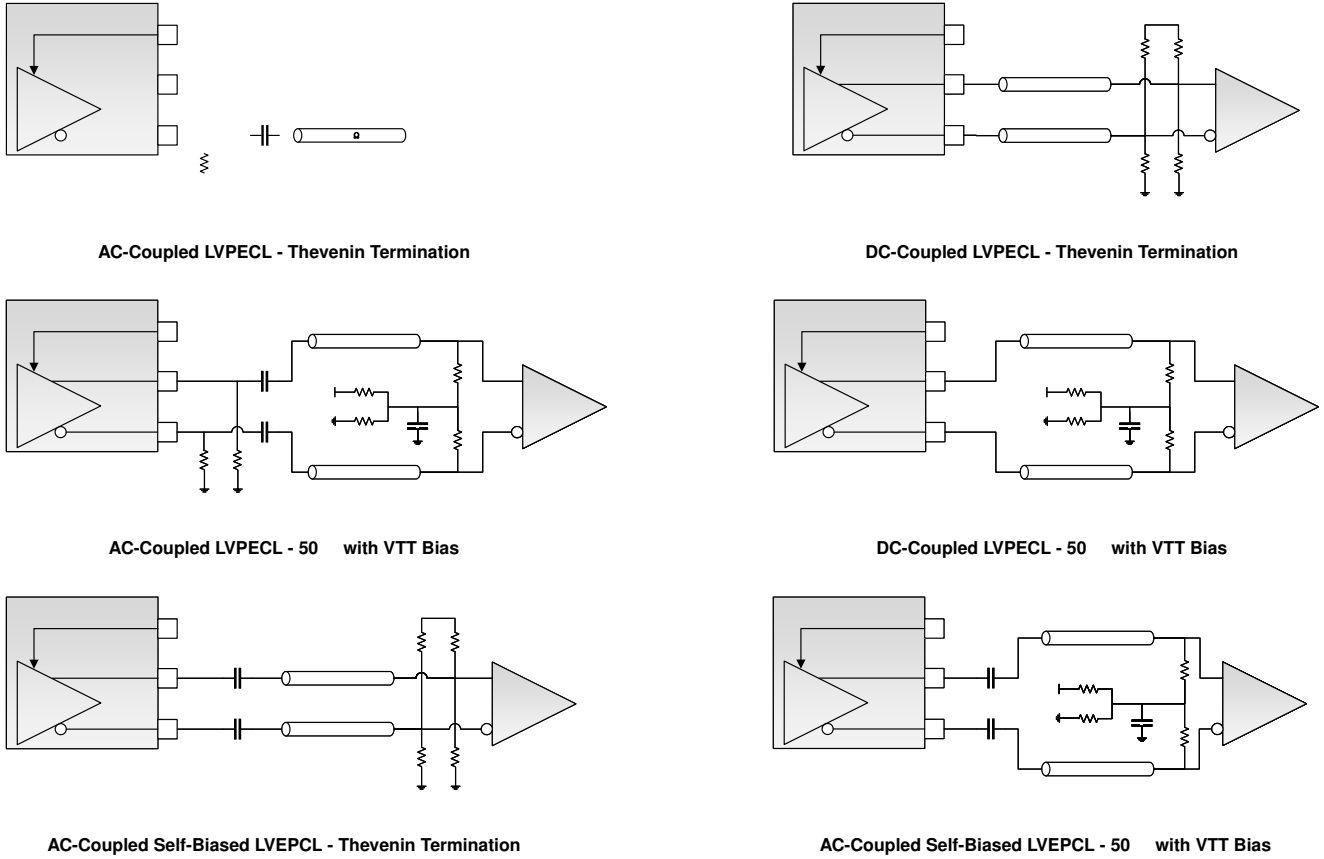 Ω
AC-Coupled LVPECL - Thevenin Termination
DC-Coupled LVPECL - Thevenin Termination
AC-Coupled LVPECL - 50 with VTT Bias
DC-Coupled LVPECL - 50 with VTT Bias
AC-Coupled Self-Biased LVEPCL - Thevenin Termination
AC-Coupled Self-Biased LVEPCL - 50 with VTT Bias